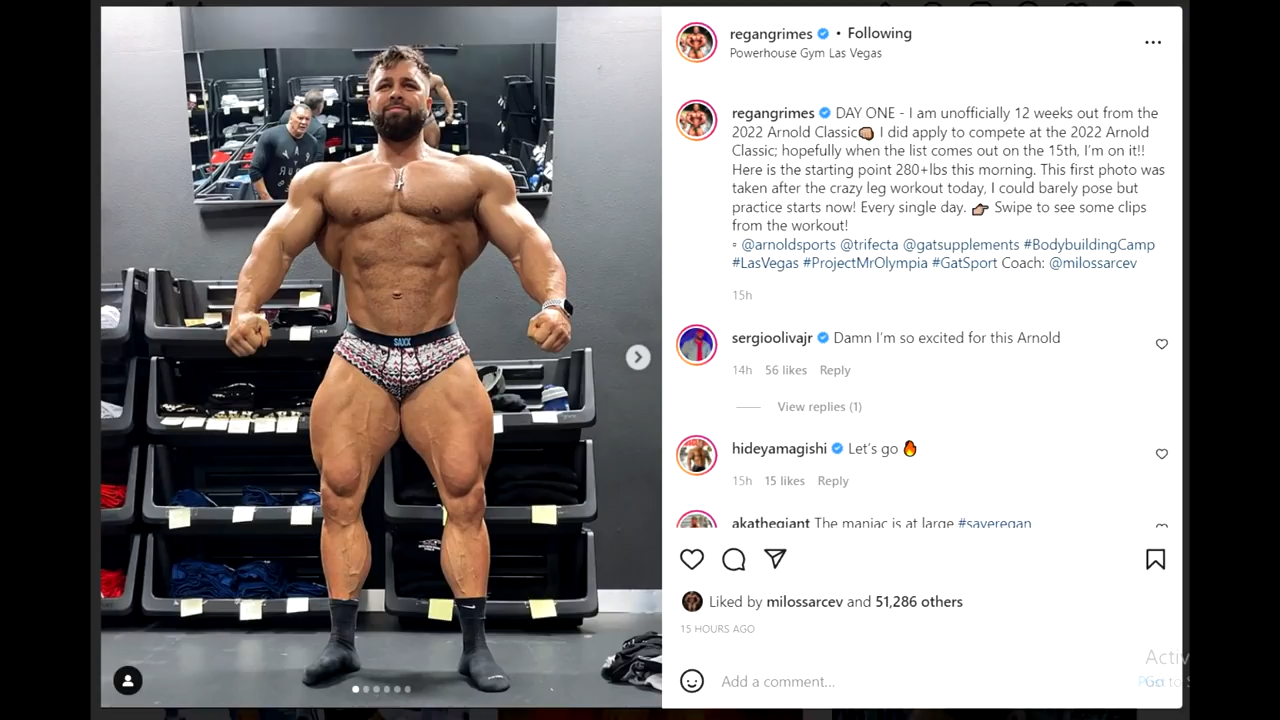 regangrimes • Following
Powerhouse Gym Las Vegas
regangrimes DAY ONE - I am unofficially 12 weeks out from the
2022 Arnold Classic👊🏼 I did apply to compete at the 2022 Arnold
Classic; hopefully when the list comes out on the 15th, I'm on it!!
Here is the starting point 280+lbs this morning. This first photo was
taken after the crazy leg workout today, I could barely pose but
practice starts now! Every single day. 👉🏼 Swipe to see some clips
from the workout!
▫ @arnoldsports @trifecta @gatsupplements #BodybuildingCamp
#LasVegas #ProjectMrOlympia #GatSport Coach: @milossarcev
15h
sergioolivajr Damn I'm so excited for this Arnold
14h 56 likes Reply
View replies (1)
hideyamagishi Let's go 🔥
15h 15 likes Reply
akathegiant The maniac is at large #saveregan
Liked by milossarcev and 51,286 others
15 HOURS AGO
Add a comment...
SAXX